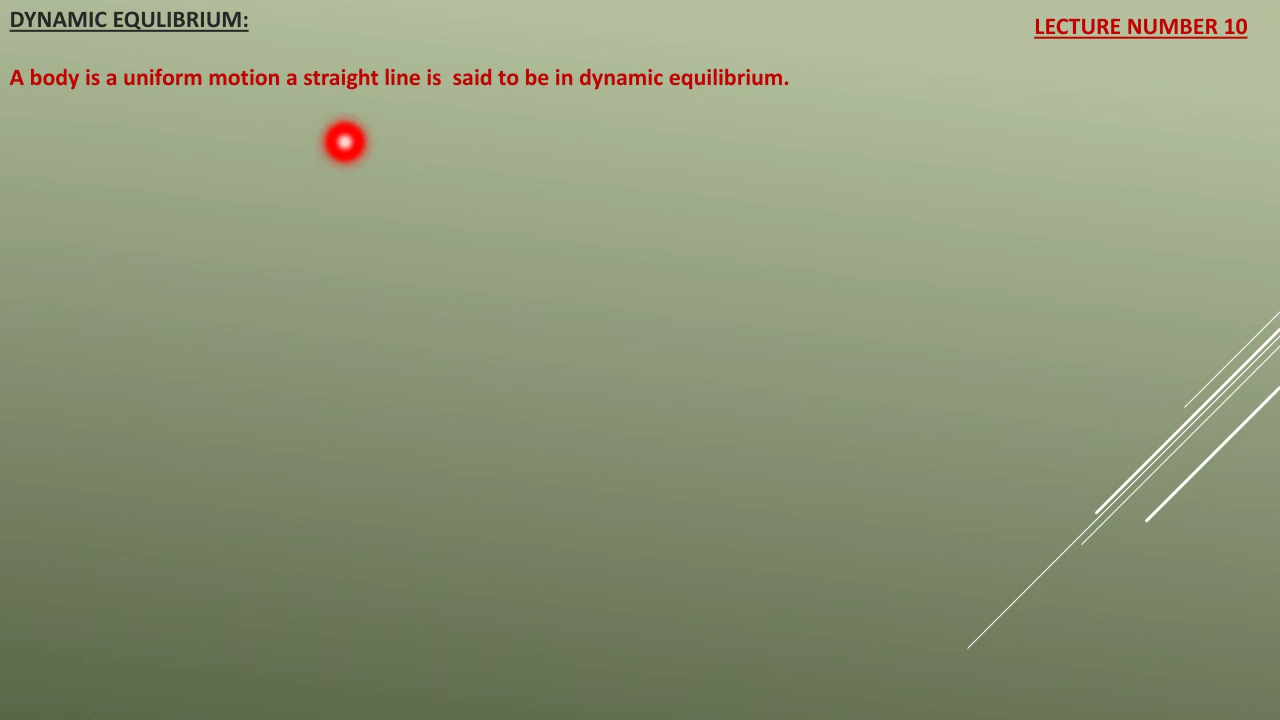 DYNAMIC EQULIBRIUM:
LECTURE NUMBER 10
A body is a uniform motion a straight line is  said to be in dynamic equilibrium.